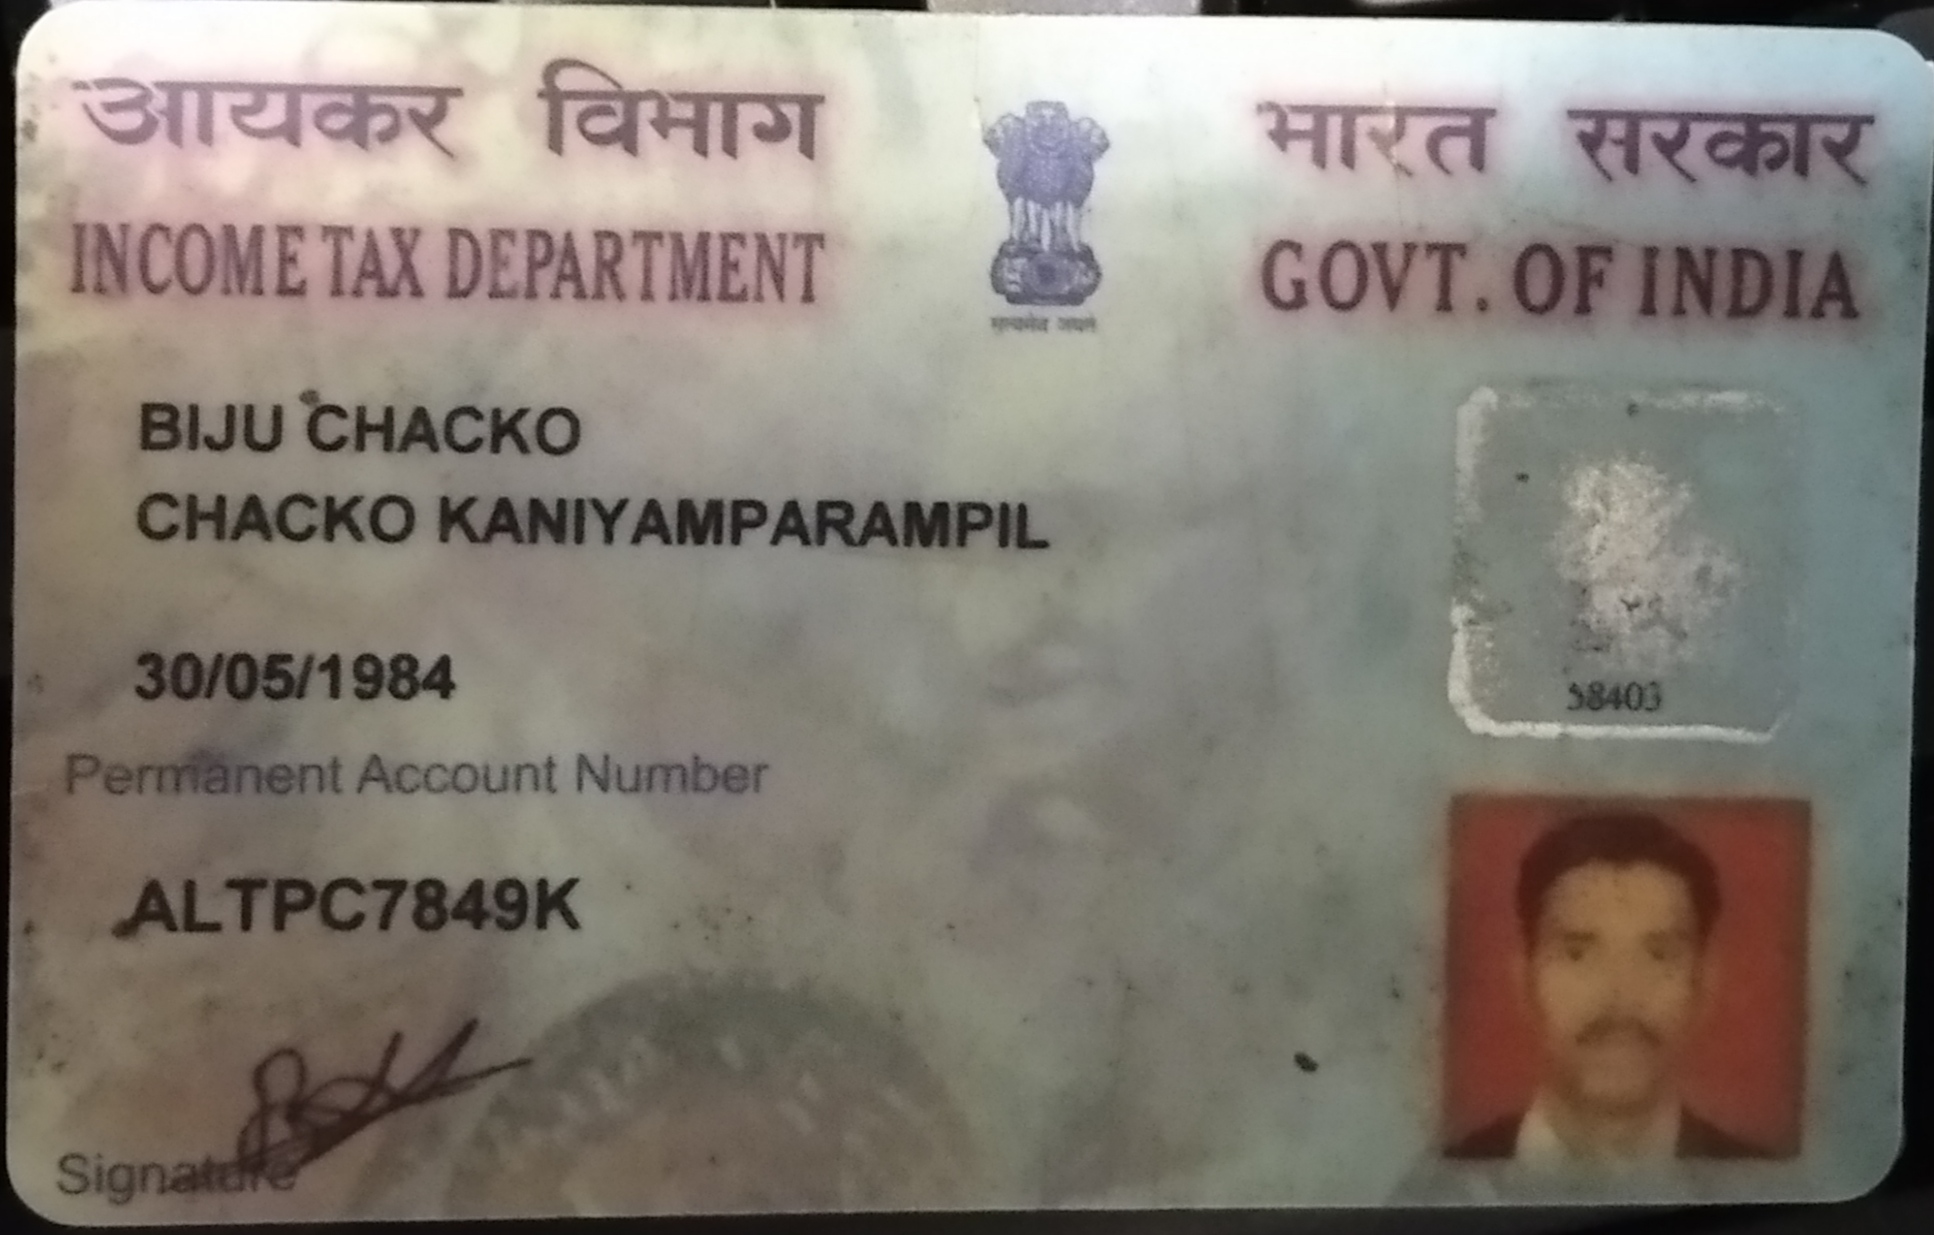 आयकर विभाग
INCOME TAX DEPARTMENT
सत्यमेव जयते
भारत सरकार
GOVT. OF INDIA
BIJU CHACKO
CHACKO KANIYAMPARAMPIL
30/05/1984
Permanent Account Number
ALTPC7849K
Signature
58403